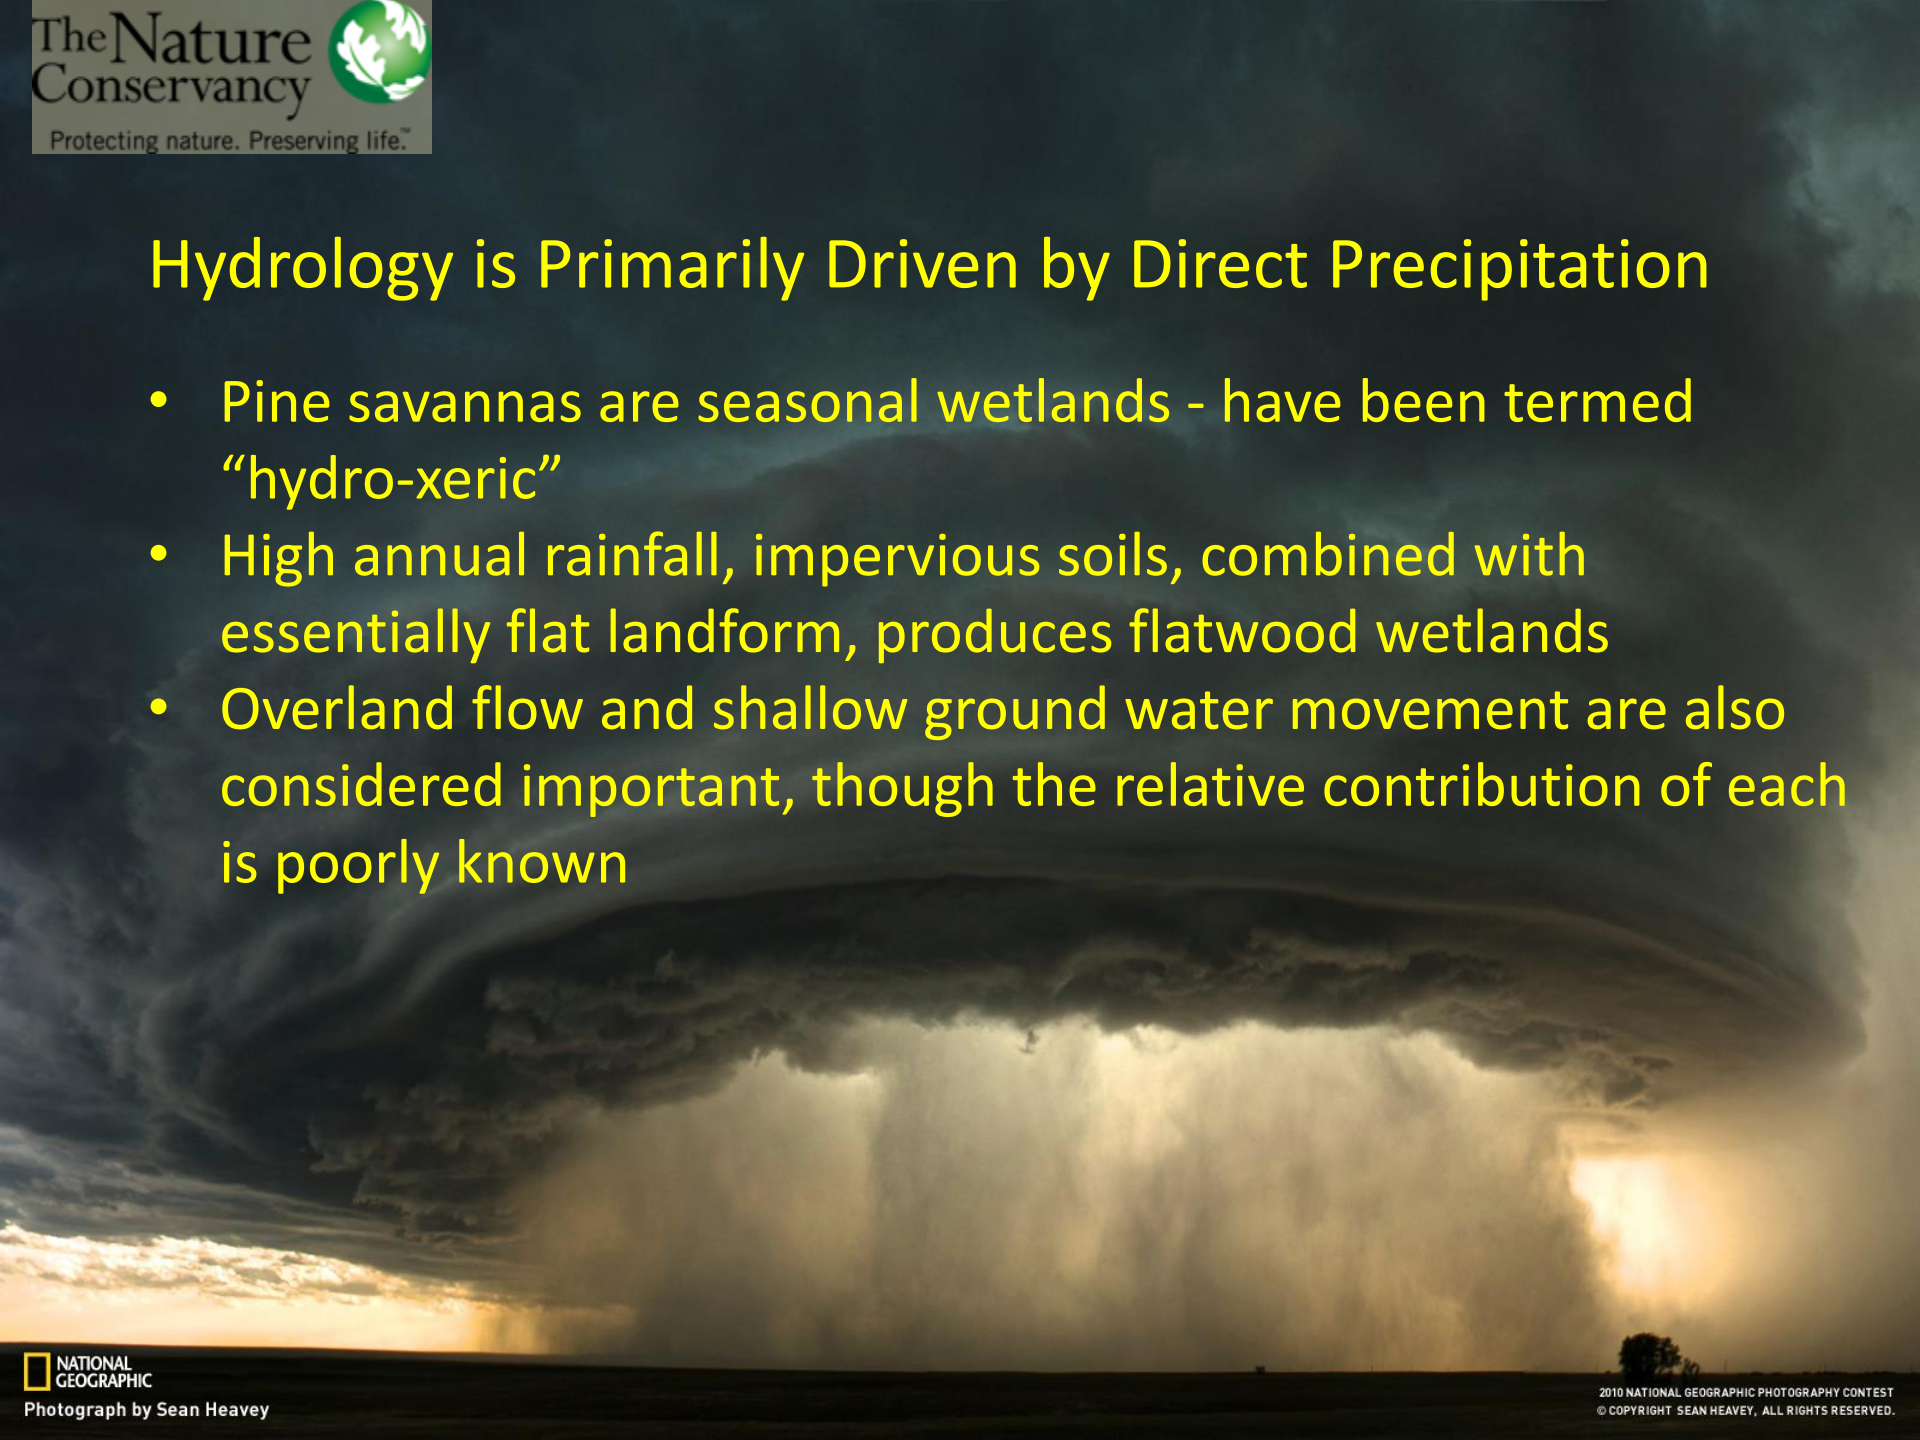 The Nature
Conservancy
Protecting nature. Preserving life.™
Hydrology is Primarily Driven by Direct Precipitation
• Pine savannas are seasonal wetlands - have been termed
“hydro-xeric”
• High annual rainfall, impervious soils, combined with
essentially flat landform, produces flatwood wetlands
• Overland flow and shallow ground water movement are also
considered important, though the relative contribution of each
is poorly known
NATIONAL
GEOGRAPHIC
Photograph by Sean Heavey
2010 NATIONAL GEOGRAPHIC PHOTOGRAPHY CONTEST
© COPYRIGHT SEAN HEAVEY, ALL RIGHTS RESERVED.